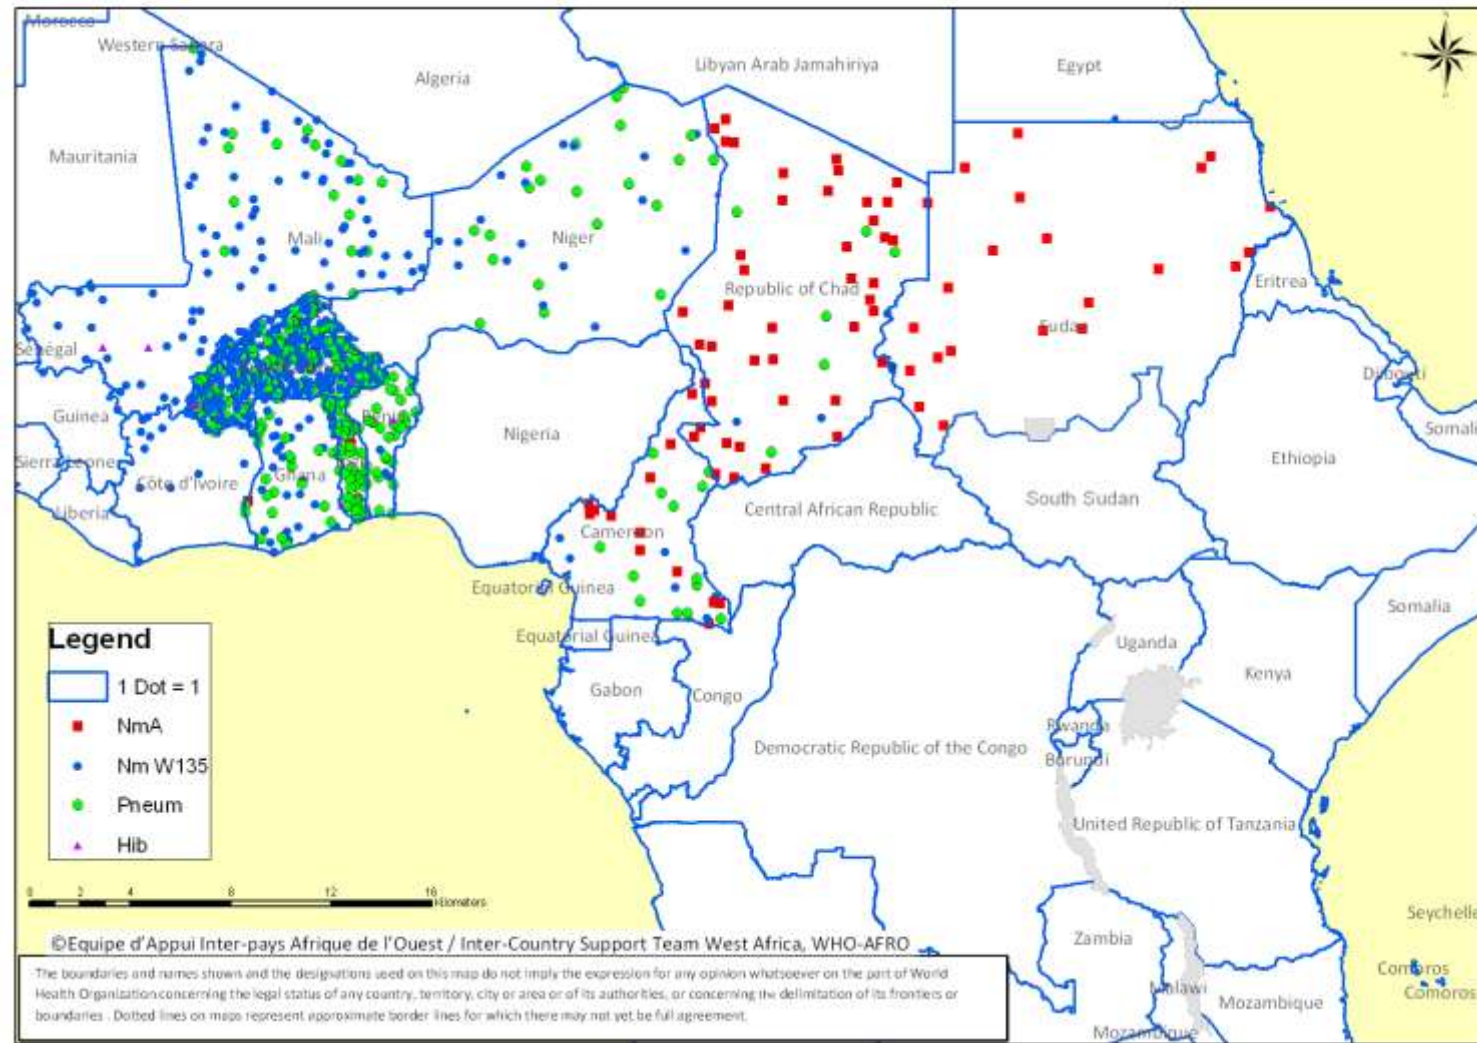 Morocco
Western Sahara
Algeria
Libyan Arab Jamahiriya
Egypt
Mauritania
Mali
Niger
Republic of Chad
Sudan
Eritrea
Sénégal
Djibouti
Guinea
Benin
Nigeria
Somali
Sierra Leone
Côte d'Ivoire
Ghana
Ethiopia
Liberia
Central African Republic
South Sudan
Cameroon
Equatorial Guinea
Equatorial Guinea
Somalia
Uganda
Kenya
Gabon
Congo
Rwanda
Democratic Republic of the Congo
Burundi
United Republic of Tanzania
Seychelle
Zambia
Comoros
Comoros
Malawi
Mozambique
Mozambique
Legend
1 Dot = 1
NmA
Nm W135
Pneum
Hib
0 2 4 8 12 16
Kilometers
©Equipe d'Appui Inter-pays Afrique de l'Ouest / Inter-Country Support Team West Africa, WHO-AFRO
The boundaries and names shown and the designations used on this map do not imply the expression for any opinion whatsoever on the part of World
Health Organization concerning the legal status of any country, territory, city or area or of its authorities, or concerning the delimitation of its frontiers or
boundaries . Dotted lines on maps represent approximate border lines for which there may not yet be full agreement.